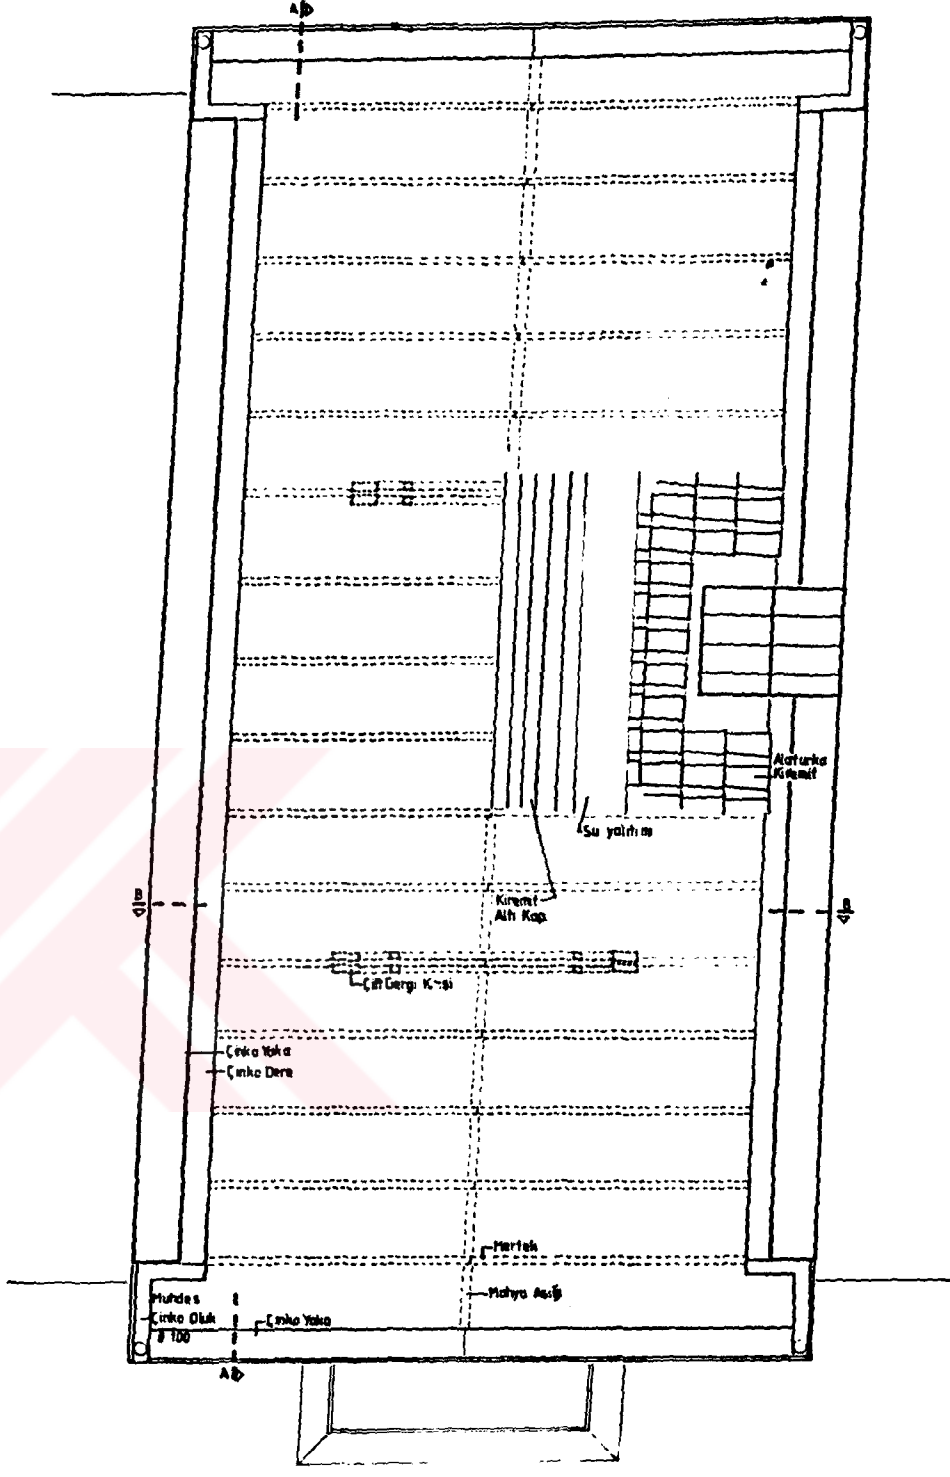 A
Alaturka
Kiremit
Su yalıtımı
B
B
Kiremit
Altı Kap.
Çift Gergi
Çinko Yaka
Çinko Dere
Mertek
Mahya Aşığı
Muhdes
Çinko Oluk
Ø 100
Çinko Yaka
A